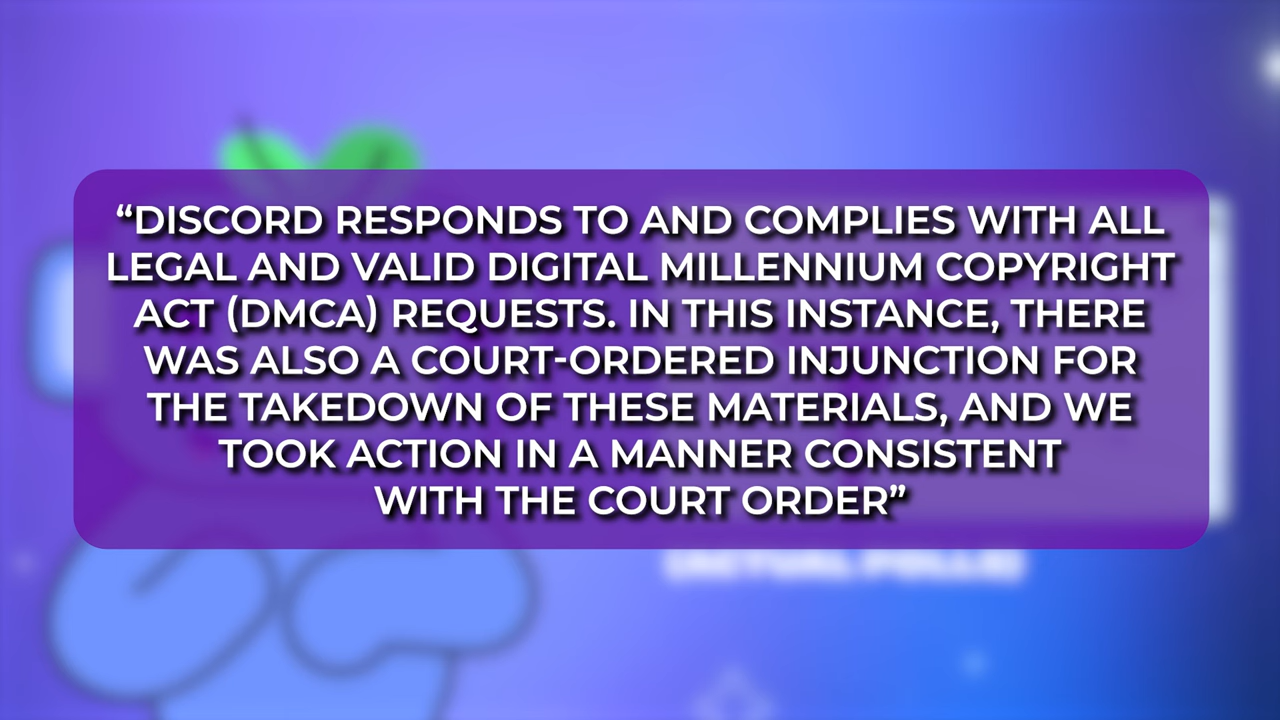 “DISCORD RESPONDS TO AND COMPLIES WITH ALL
LEGAL AND VALID DIGITAL MILLENNIUM COPYRIGHT
ACT (DMCA) REQUESTS. IN THIS INSTANCE, THERE
WAS ALSO A COURT-ORDERED INJUNCTION FOR
THE TAKEDOWN OF THESE MATERIALS, AND WE
TOOK ACTION IN A MANNER CONSISTENT
WITH THE COURT ORDER”